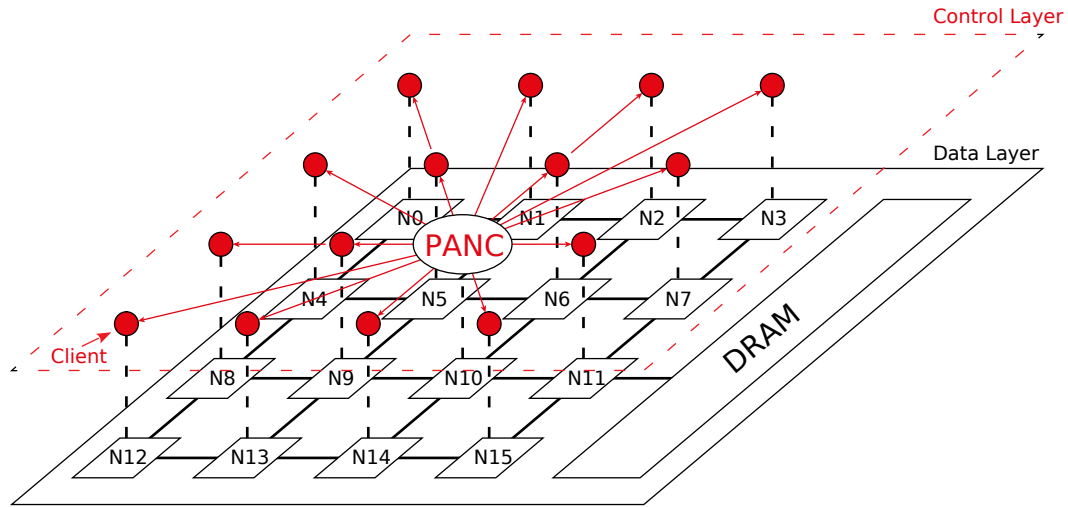 Control Layer
Data Layer
N0
N1
N2
N3
PANC
N4
N5
N6
N7
DRAM
Client
N8
N9
N10
N11
N12
N13
N14
N15